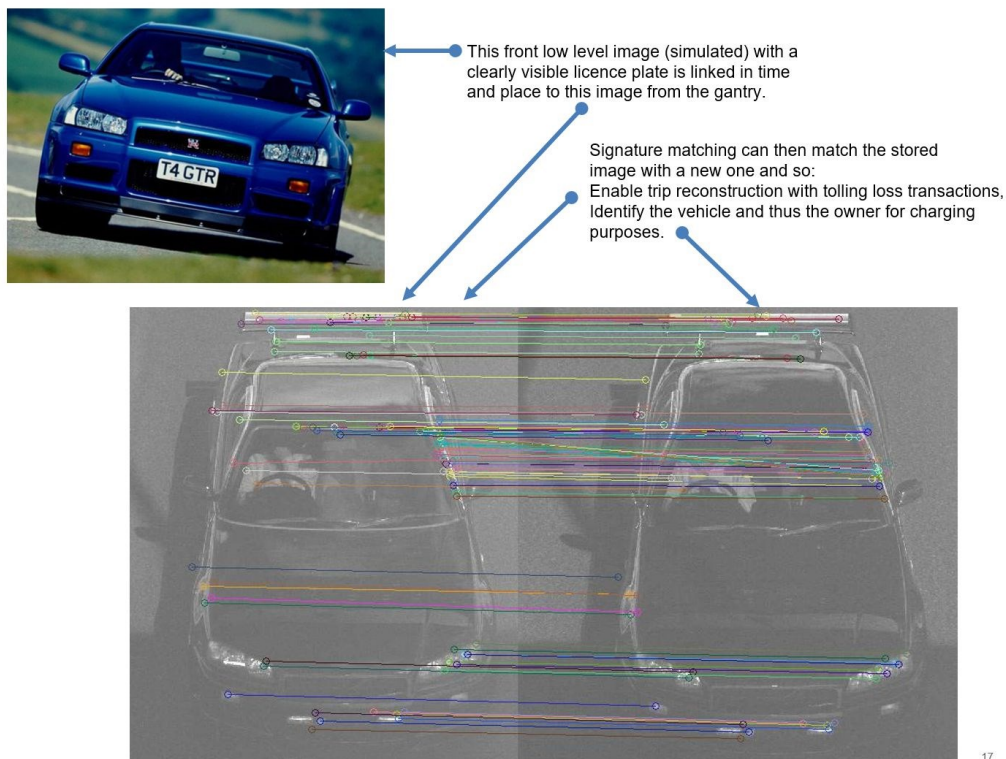 This front low level image (simulated) with a
clearly visible licence plate is linked in time
and place to this image from the gantry.
T4 GTR
Signature matching can then match the stored
image with a new one and so:
Enable trip reconstruction with tolling loss transactions,
Identify the vehicle and thus the owner for charging
purposes.
17